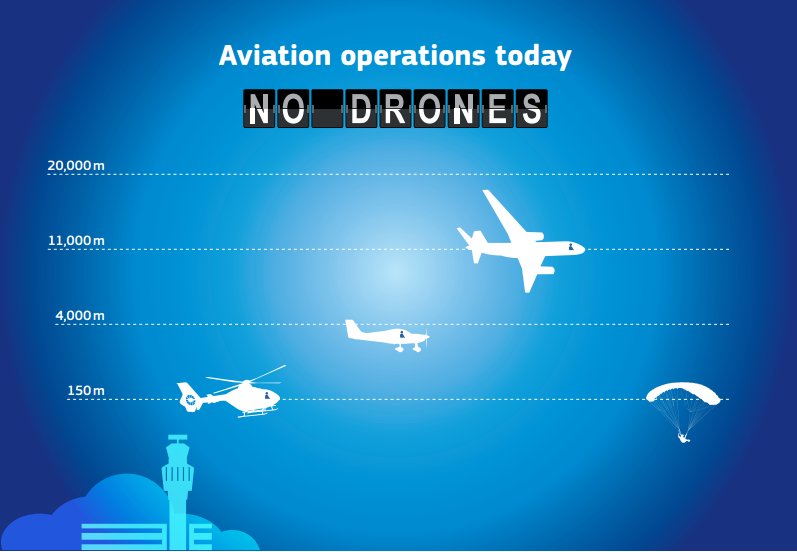 Aviation operations today
NO DRONES
20,000 m
11,000 m
4,000 m
150 m